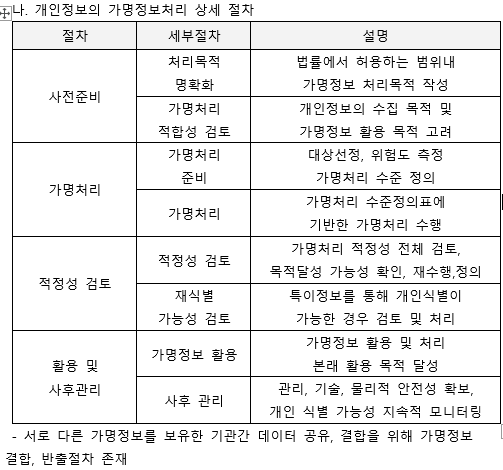 나. 개인정보의 가명정보처리 상세 절차
절차 세부절차 설명
사전준비
처리목적
명확화
법률에서 허용하는 범위내
가명정보 처리목적 작성
가명처리
적합성 검토
개인정보의 수집 목적 및
가명정보 활용 목적 고려
가명처리
가명처리
준비
대상선정, 위험도 측정
가명처리 수준 정의
가명처리
가명처리 수준정의표에
기반한 가명처리 수행
적정성 검토
적정성 검토
가명처리 적정성 전체 검토,
목적달성 가능성 확인, 재수행,정의
재식별
가능성 검토
특이정보를 통해 개인식별이
가능한 경우 검토 및 처리
활용 및
사후관리
가명정보 활용
가명정보 활용 및 처리
본래 활용 목적 달성
사후 관리
관리, 기술, 물리적 안전성 확보,
개인 식별 가능성 지속적 모니터링
- 서로 다른 가명정보를 보유한 기관간 데이터 공유, 결합을 위해 가명정보
결합, 반출절차 존재